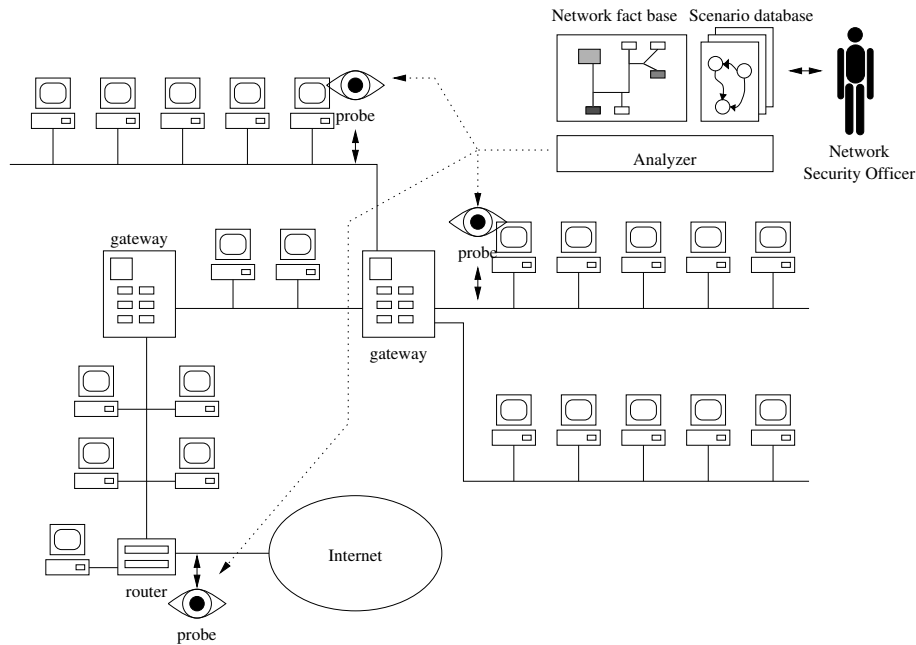 Network fact base
Scenario database
probe
Analyzer
Network
Security Officer
gateway
probe
gateway
Internet
router
probe